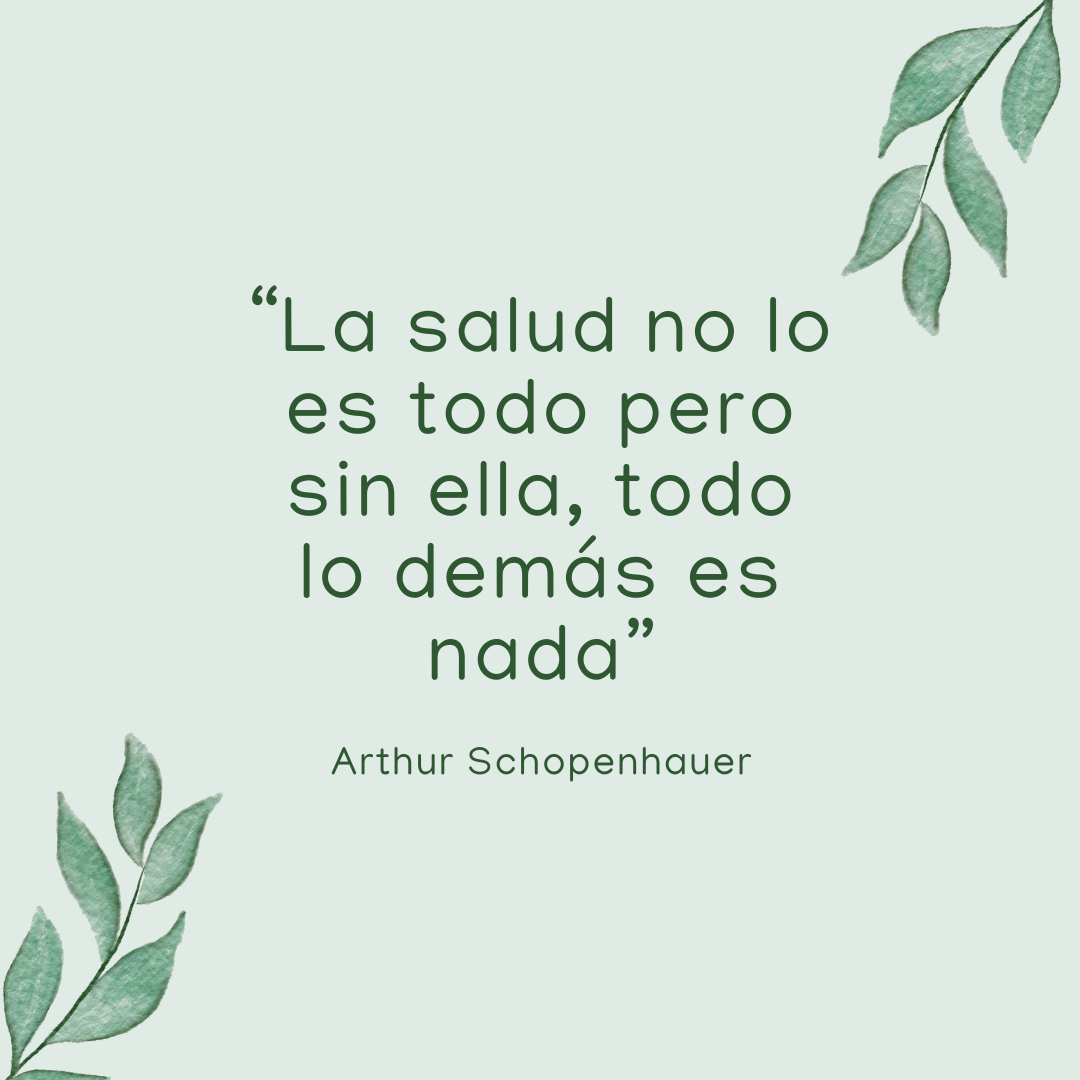 “La salud no lo
es todo pero
sin ella, todo
lo demás es
nada”
Arthur Schopenhauer